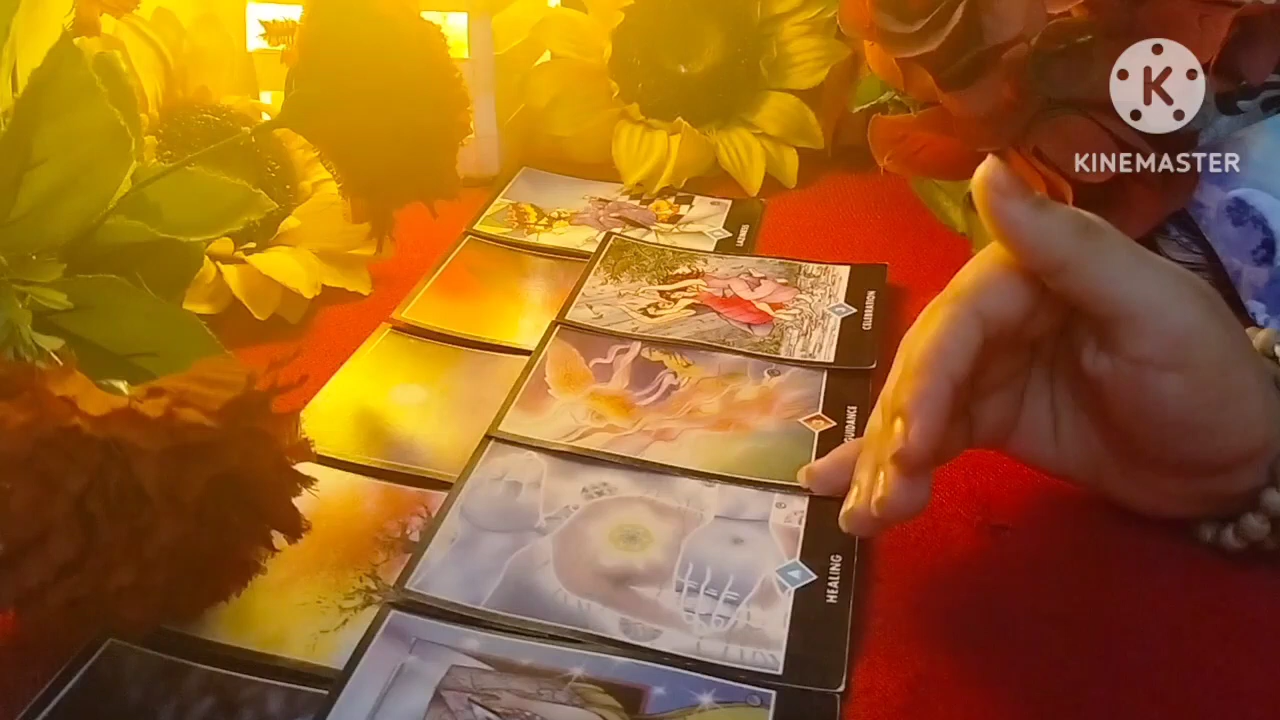 K
KINEMASTER
LAZINESS
CELEBRATION
GUIDANCE
HEALING